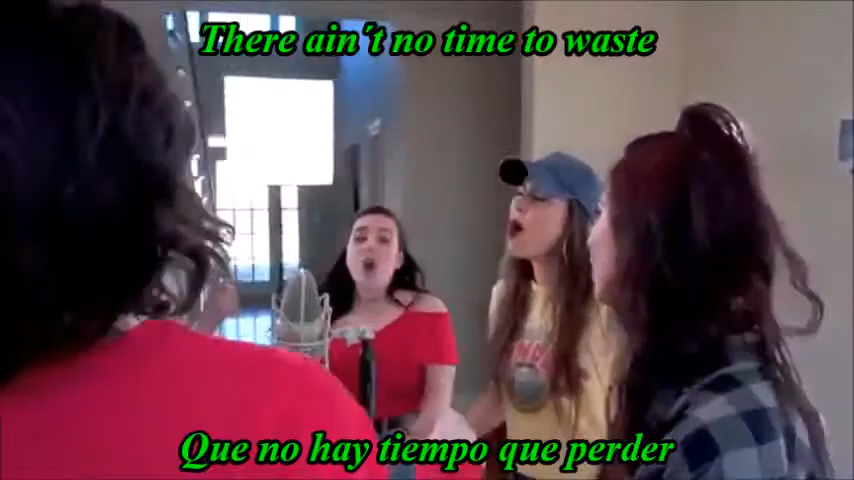 There ain´t no time to waste
Que no hay tiempo que perder